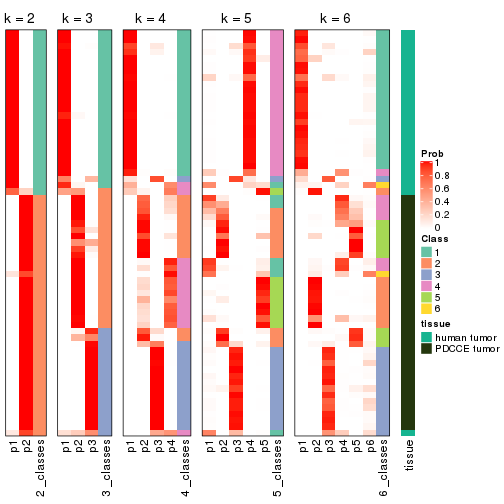 k = 2
k = 3
k = 4
k = 5
k = 6
Prob
1
0.8
0.6
0.4
0.2
0
Class
1
2
3
4
5
6
tissue
human tumor
PDCCE tumor
p1
p2
2_classes
p1
p2
p3
3_classes
p1
p2
p3
p4
4_classes
p1
p2
p3
p4
p5
5_classes
p1
p2
p3
p4
p5
p6
6_classes
tissue